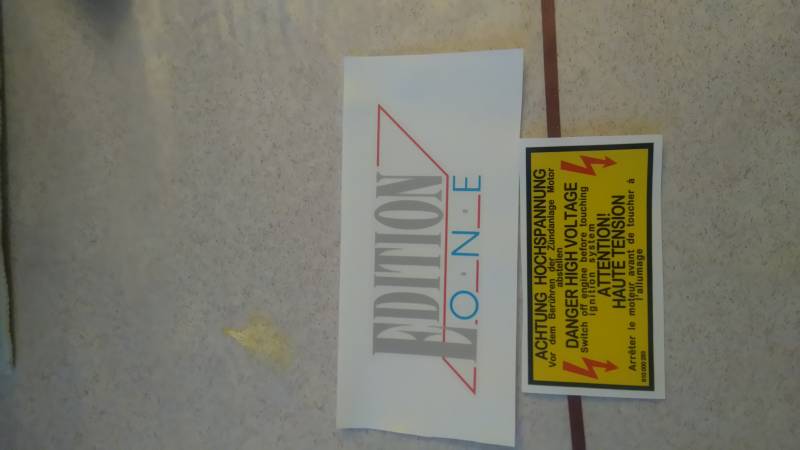 EDITION
O·N·E
ACHTUNG HOCHSPANNUNG
Vor dem Berühren der Zündanlage Motor
abstellen
DANGER HIGH VOLTAGE
Switch off engine before touching
ignition system
ATTENTION!
HAUTE TENSION
Arrêter le moteur avant de toucher à
l'allumage